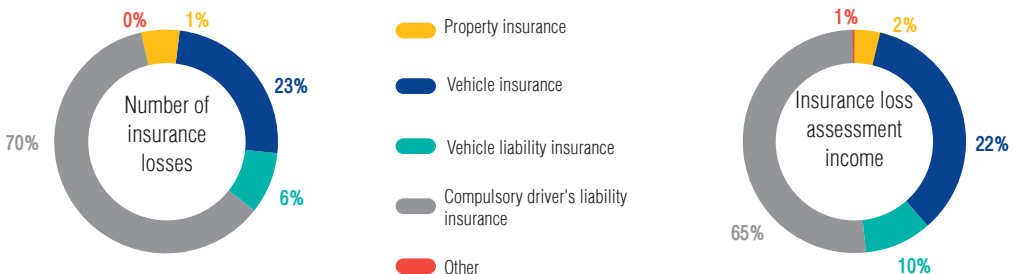 0%
1%
23%
6%
70%
Number of
insurance
losses
Property insurance
Vehicle insurance
Vehicle liability insurance
Compulsory driver's liability
insurance
Other
1%
2%
22%
10%
65%
Insurance loss
assessment
income